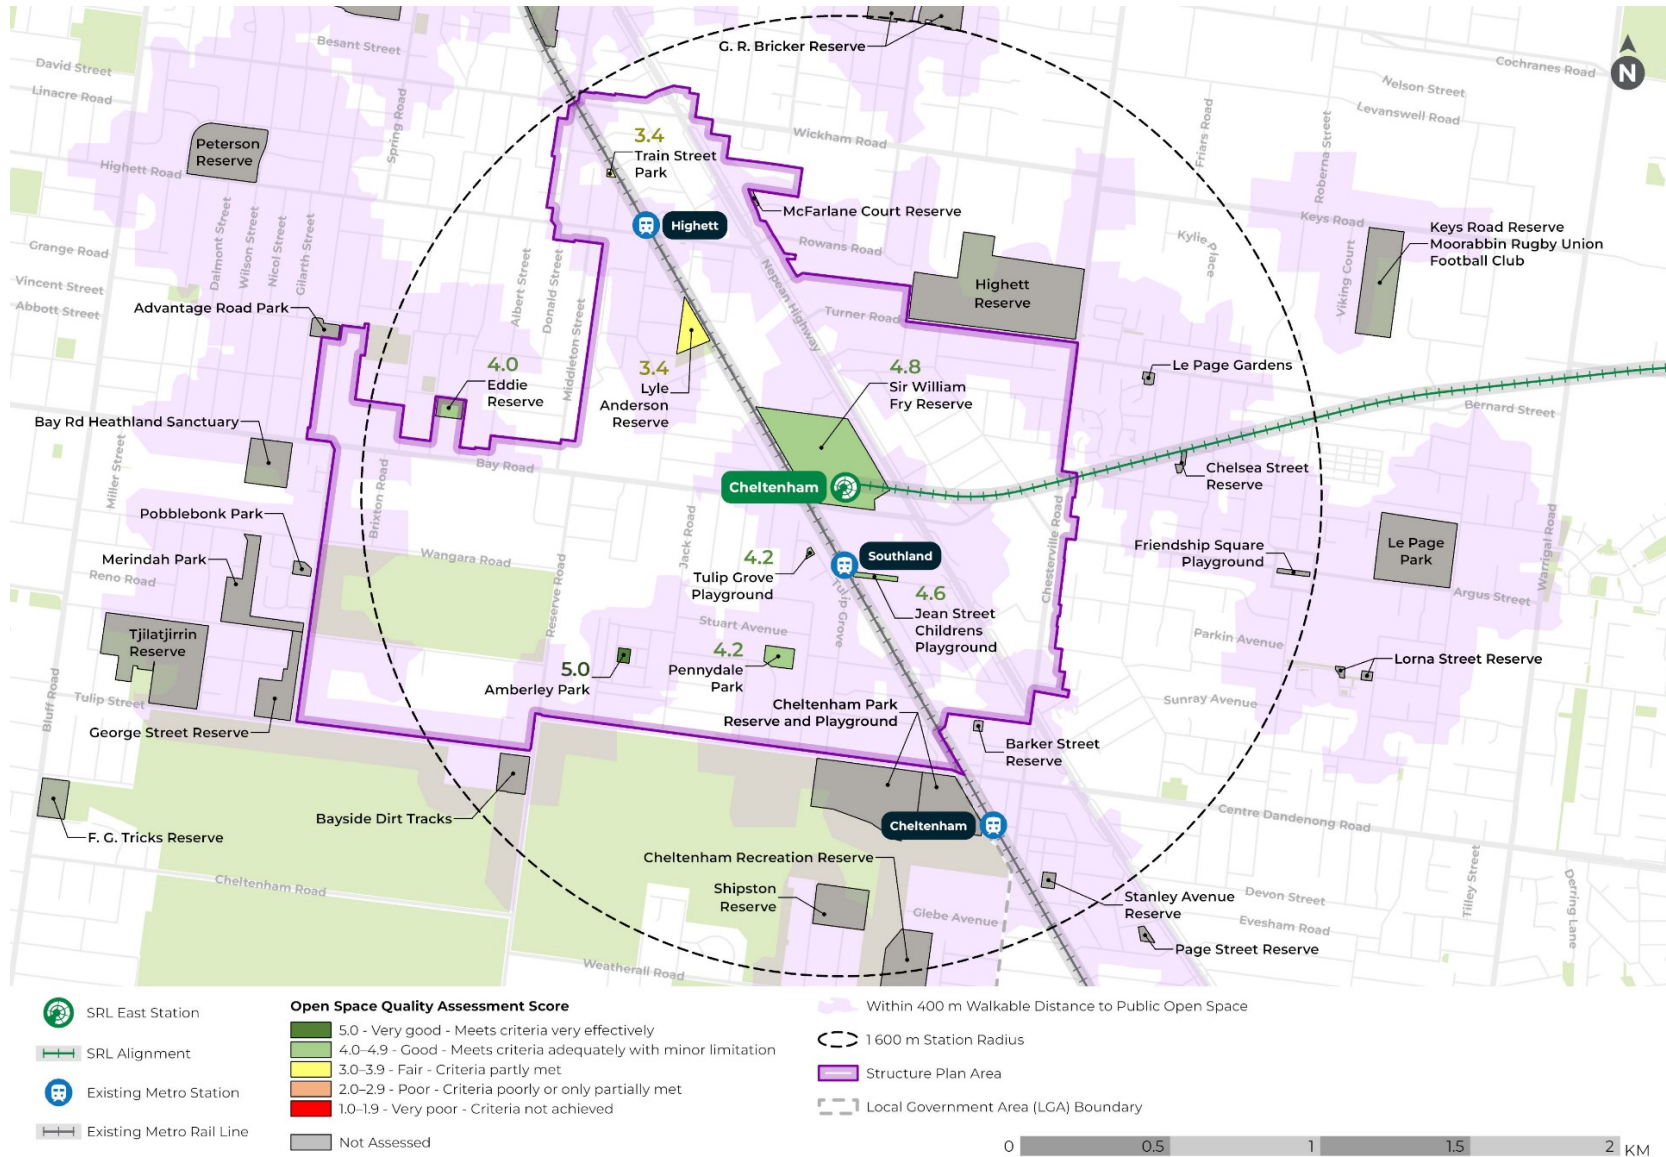 G. R. Bricker Reserve
N
Besant Street
David Street
Linacre Road
Spring Road
Cochranes Road
Nelson Street
Levanswell Road
Wickham Road
Friars Road
Roberna Street
3.4
Train Street
Park
Peterson
Reserve
Highett Road
McFarlane Court Reserve
Highett
Keys Road
Keys Road Reserve
Moorabbin Rugby Union
Football Club
Kylie Place
Viking Court
Rowans Road
Nepean Highway
Dalmont Street
Wilson Street
Nicol Street
Gilarth Street
Albert Street
Donald Street
Middleton Street
Grange Road
Vincent Street
Abbott Street
Advantage Road Park
Highett
Reserve
Turner Road
4.0
Eddie
Reserve
3.4
Lyle
Anderson
Reserve
4.8
Sir William
Fry Reserve
Le Page Gardens
Bernard Street
Bay Rd Heathland Sanctuary
Miller Street
Bay Road
Brixton Road
Cheltenham
Chelsea Street
Reserve
Chesterville Road
Warrigal Road
Pobblebonk Park
Merindah Park
Reno Road
Wangara Road
Reserve Road
Jack Road
4.2
Tulip Grove
Playground
Southland
Tulip Grove
4.6
Jean Street
Childrens
Playground
Friendship Square
Playground
Le Page
Park
Argus Street
Parkin Avenue
Tjilatjirrin
Reserve
Stuart Avenue
4.2
Pennydale
Park
5.0
Amberley Park
Lorna Street Reserve
Sunray Avenue
Bluff Road
Tulip Street
George Street Reserve
Cheltenham Park
Reserve and Playground
Barker Street
Reserve
Bayside Dirt Tracks
F. G. Tricks Reserve
Cheltenham
Centre Dandenong Road
Cheltenham Recreation Reserve
Cheltenham Road
Shipston
Reserve
Glebe Avenue
Stanley Avenue
Reserve
Devon Street
Evesham Road
Tilley Street
Derring Lane
Page Street Reserve
Weatherall Road
SRL East Station
SRL Alignment
Existing Metro Station
Existing Metro Rail Line
Open Space Quality Assessment Score
5.0 - Very good - Meets criteria very effectively
4.0–4.9 - Good - Meets criteria adequately with minor limitation
3.0–3.9 - Fair - Criteria partly met
2.0–2.9 - Poor - Criteria poorly or only partially met
1.0–1.9 - Very poor - Criteria not achieved
Not Assessed
Within 400 m Walkable Distance to Public Open Space
1 600 m Station Radius
Structure Plan Area
Local Government Area (LGA) Boundary
0 0.5 1 1.5 2 KM